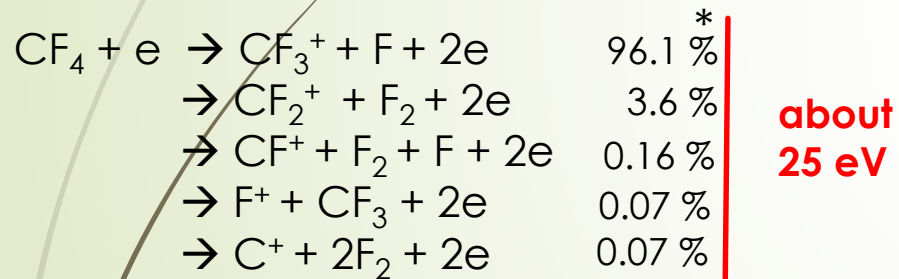 *
CF₄ + e → CF₃⁺ + F + 2e 96.1 %
→ CF₂⁺ + F₂ + 2e 3.6 %
→ CF⁺ + F₂ + F + 2e 0.16 %
→ F⁺ + CF₃ + 2e 0.07 %
→ C⁺ + 2F₂ + 2e 0.07 %
about
25 eV